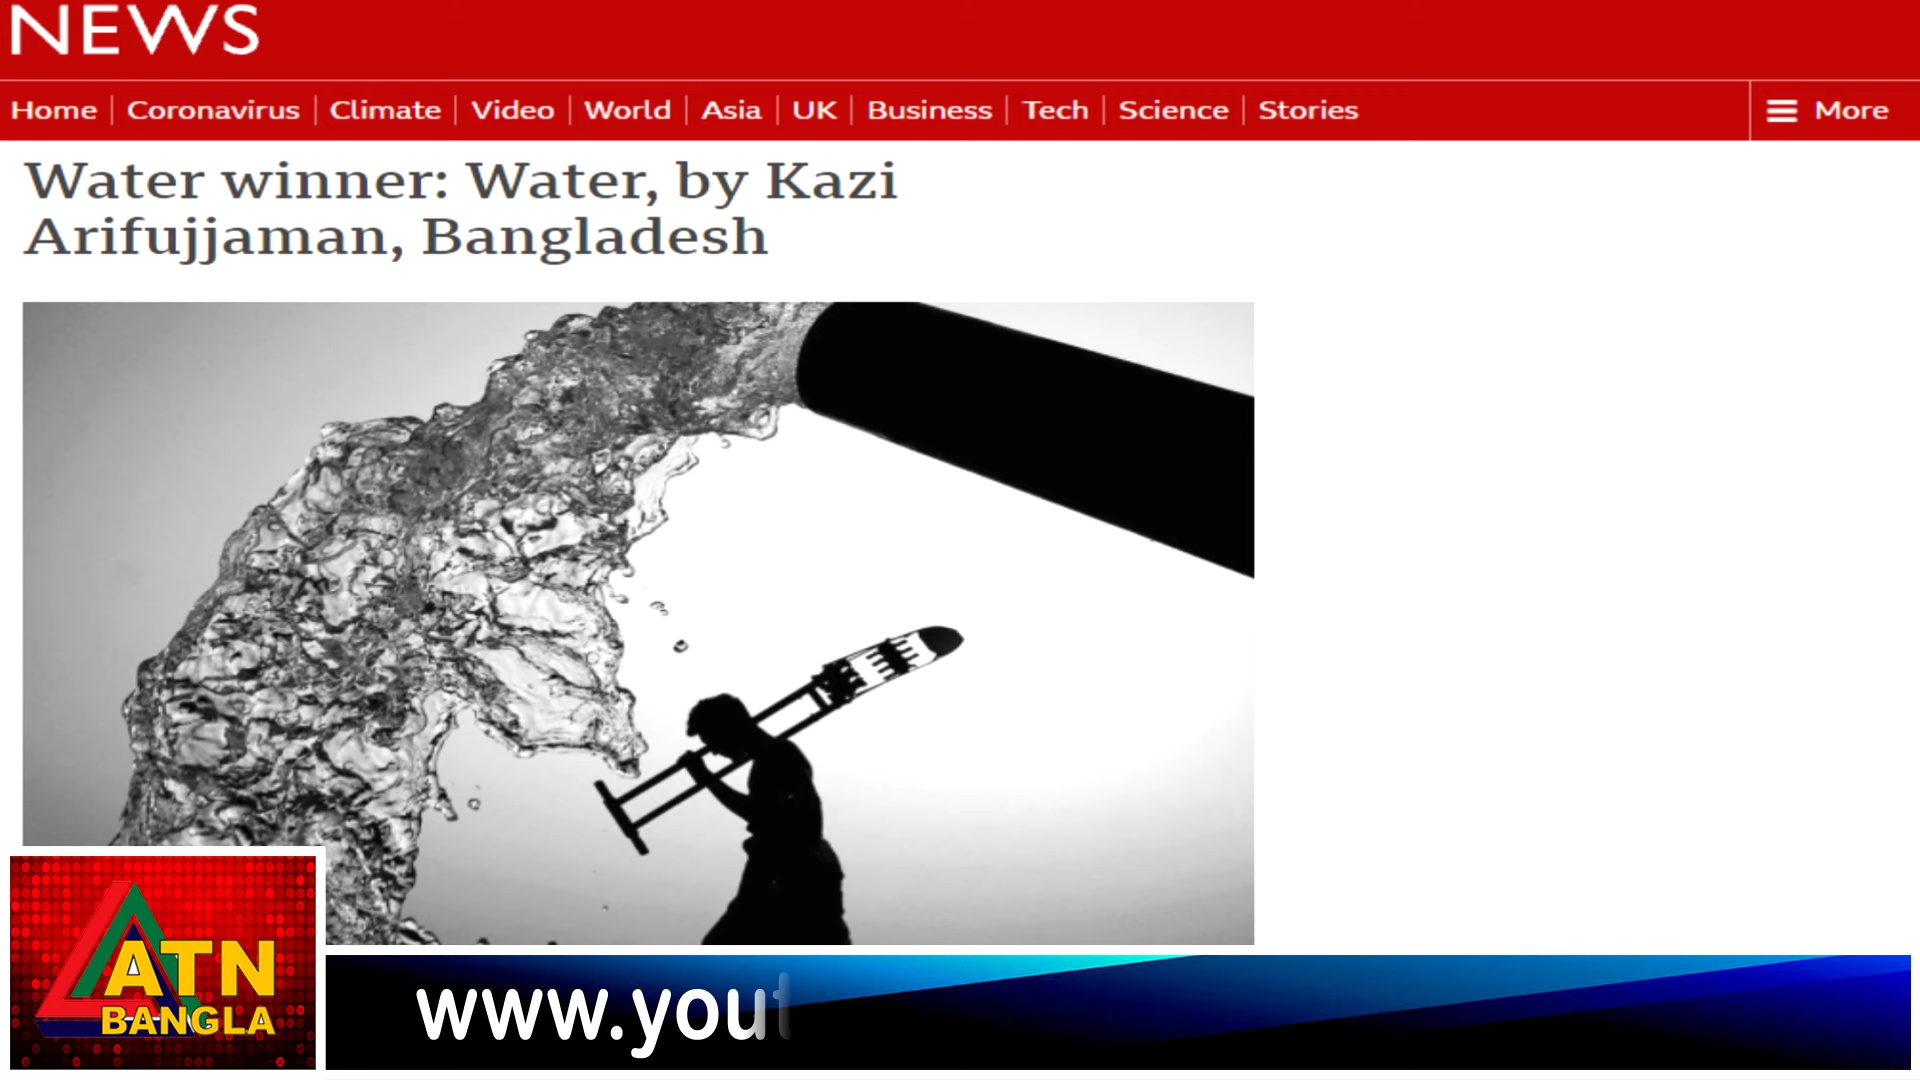 NEWS
Home Coronavirus Climate Video World Asia UK Business Tech Science Stories More
Water winner: Water, by Kazi
Arifujjaman, Bangladesh
ATN
BANGLA
www.yout